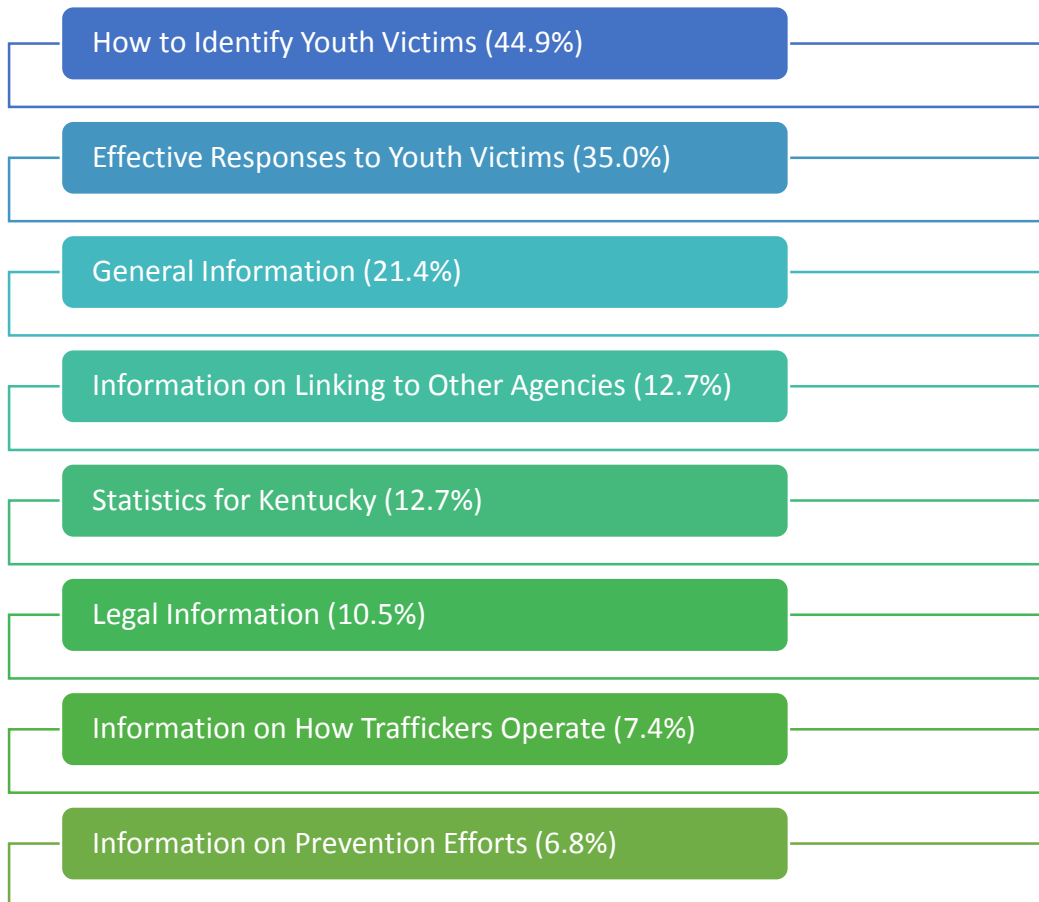 How to Identify Youth Victims (44.9%)
Effective Responses to Youth Victims (35.0%)
General Information (21.4%)
Information on Linking to Other Agencies (12.7%)
Statistics for Kentucky (12.7%)
Legal Information (10.5%)
Information on How Traffickers Operate (7.4%)
Information on Prevention Efforts (6.8%)